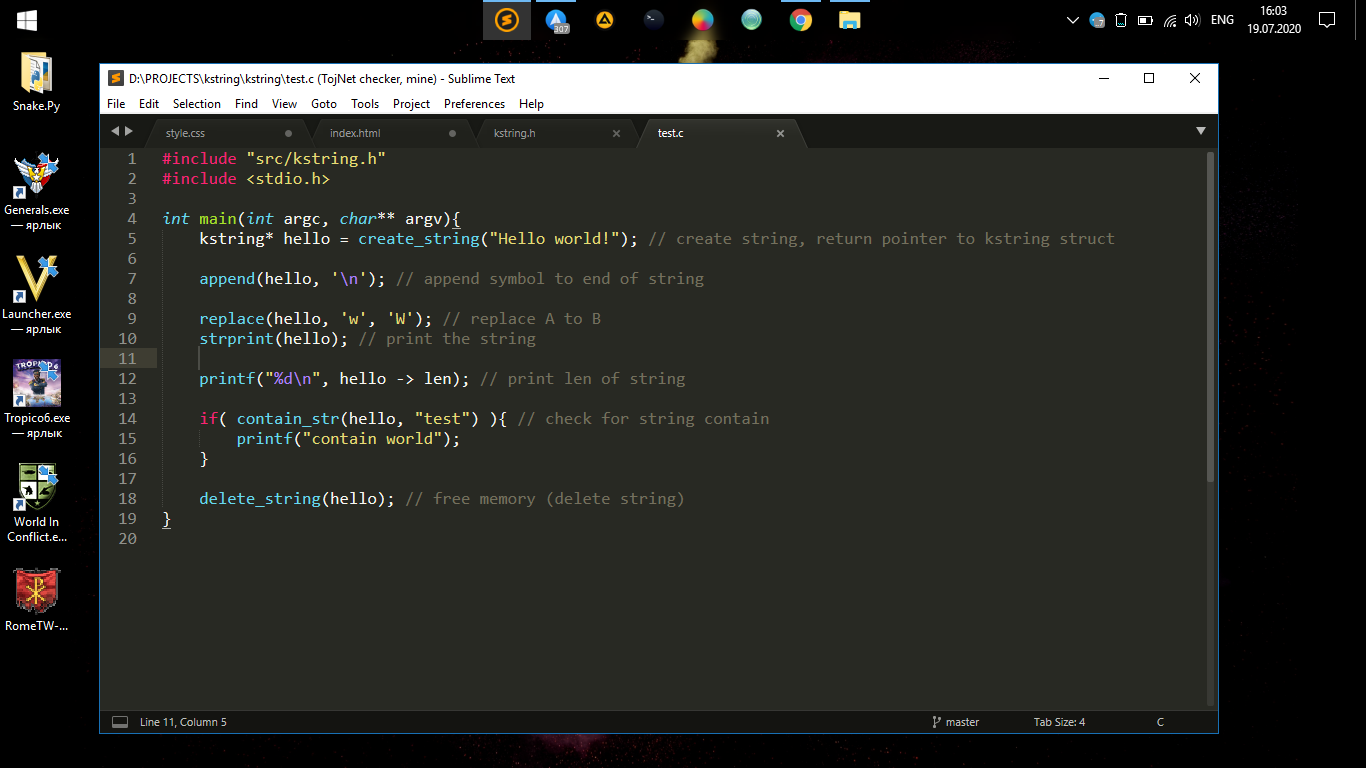 307
ENG
16:03
19.07.2020
Snake.Py
Generals.exe
— ярлык
Launcher.exe
— ярлык
TROPICO 6
Tropico6.exe
— ярлык
World In
Conflict.e...
RomeTW-...
D:\PROJECTS\kstring\kstring\test.c (TojNet checker, mine) - Sublime Text
File Edit Selection Find View Goto Tools Project Preferences Help
style.css index.html kstring.h test.c
1 #include "src/kstring.h"
2 #include <stdio.h>
3
4 int main(int argc, char** argv){
5     kstring* hello = create_string("Hello world!"); // create string, return pointer to kstring struct
6
7     append(hello, '\n'); // append symbol to end of string
8
9     replace(hello, 'w', 'W'); // replace A to B
10     strprint(hello); // print the string
11
12     printf("%d\n", hello -> len); // print len of string
13
14     if( contain_str(hello, "test") ){ // check for string contain
15         printf("contain world");
16     }
17
18     delete_string(hello); // free memory (delete string)
19 }
20
Line 11, Column 5 master Tab Size: 4 C